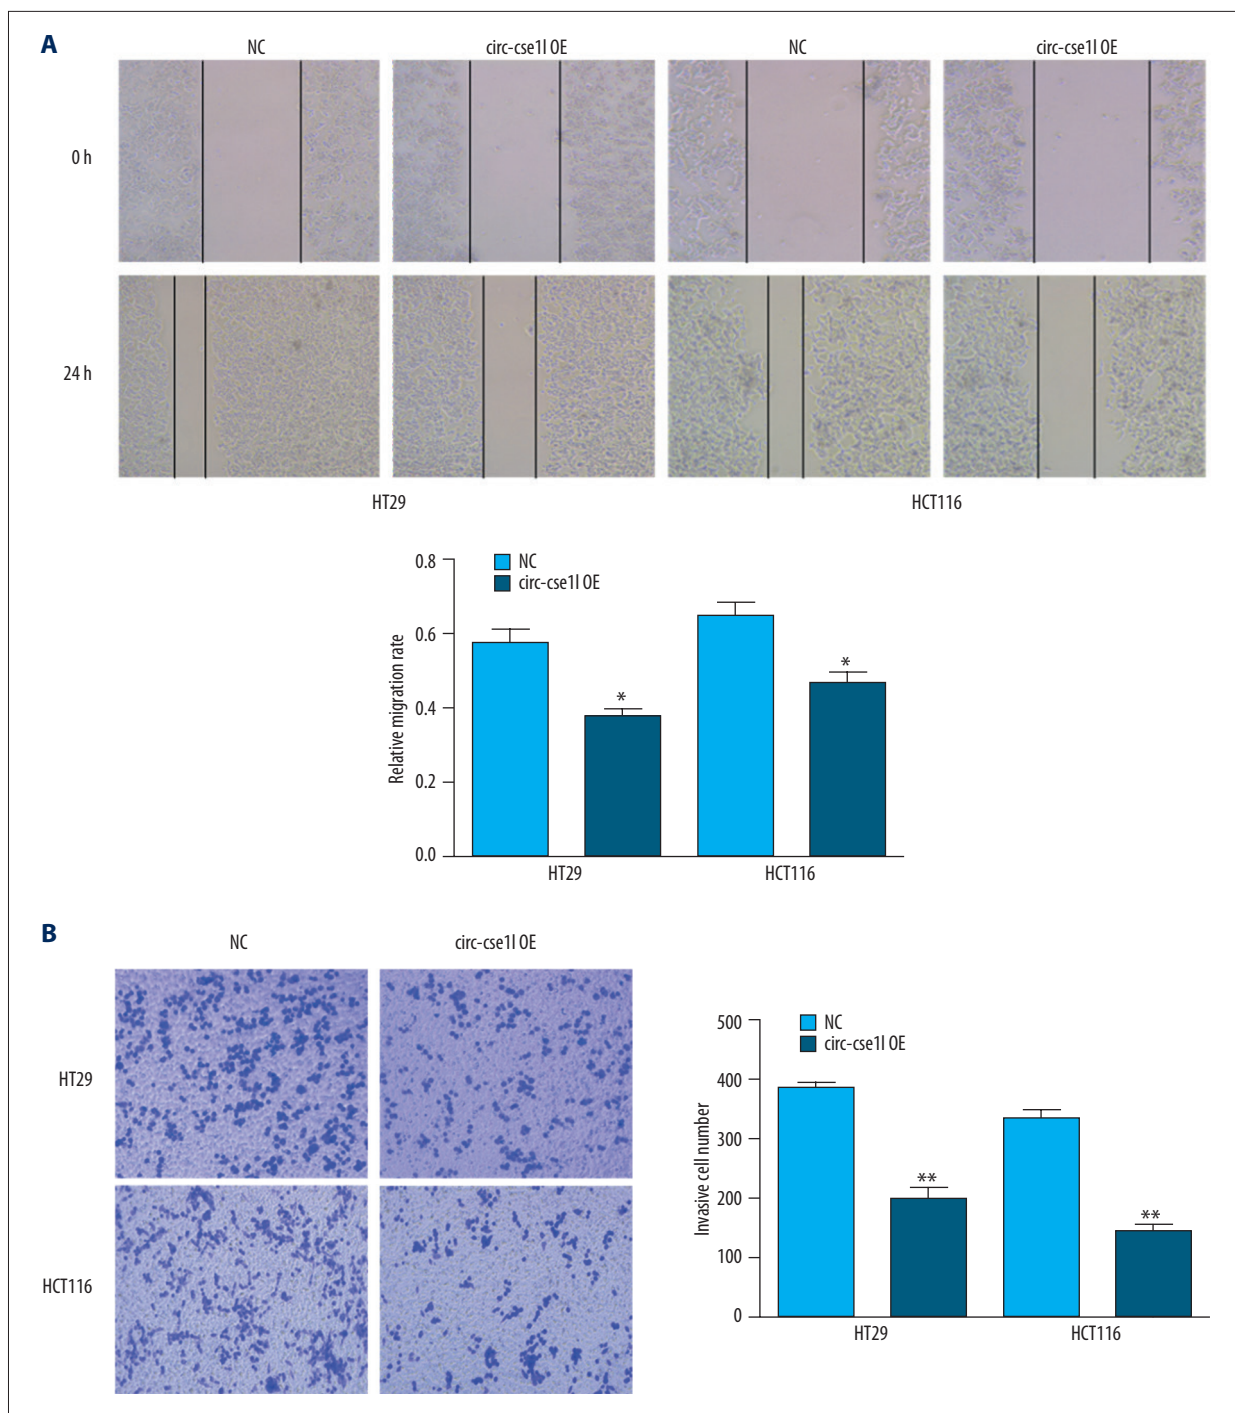 A
NC circ-cse1l OE NC circ-cse1l OE
0 h
24 h
HT29 HCT116
0.8
0.6
0.4
0.2
0.0
Relative migration rate
NC
circ-cse1l OE
*
*
HT29 HCT116
B
NC circ-cse1l OE
HT29
HCT116
500
400
300
200
100
0
Invasive cell number
NC
circ-cse1l OE
**
**
HT29 HCT116